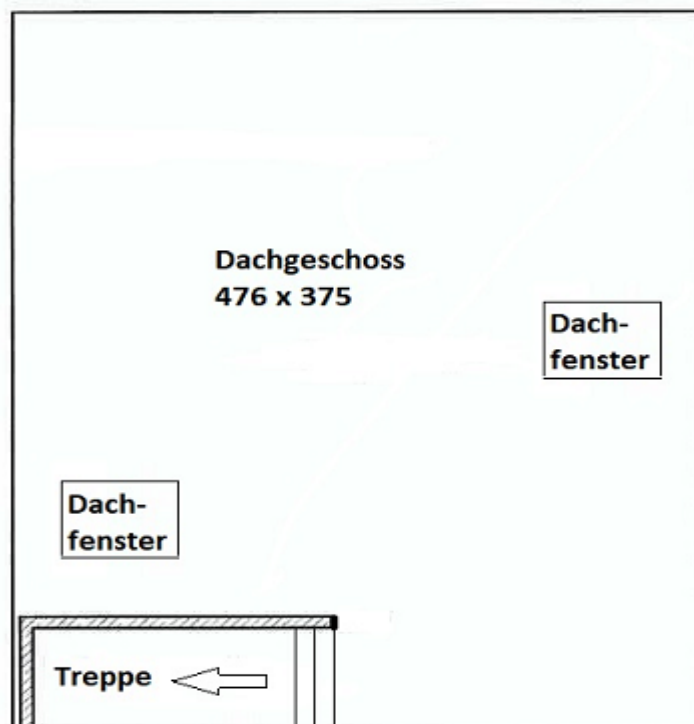 Dachgeschoss
476 x 375
Dach-
fenster
Dach-
fenster
Treppe